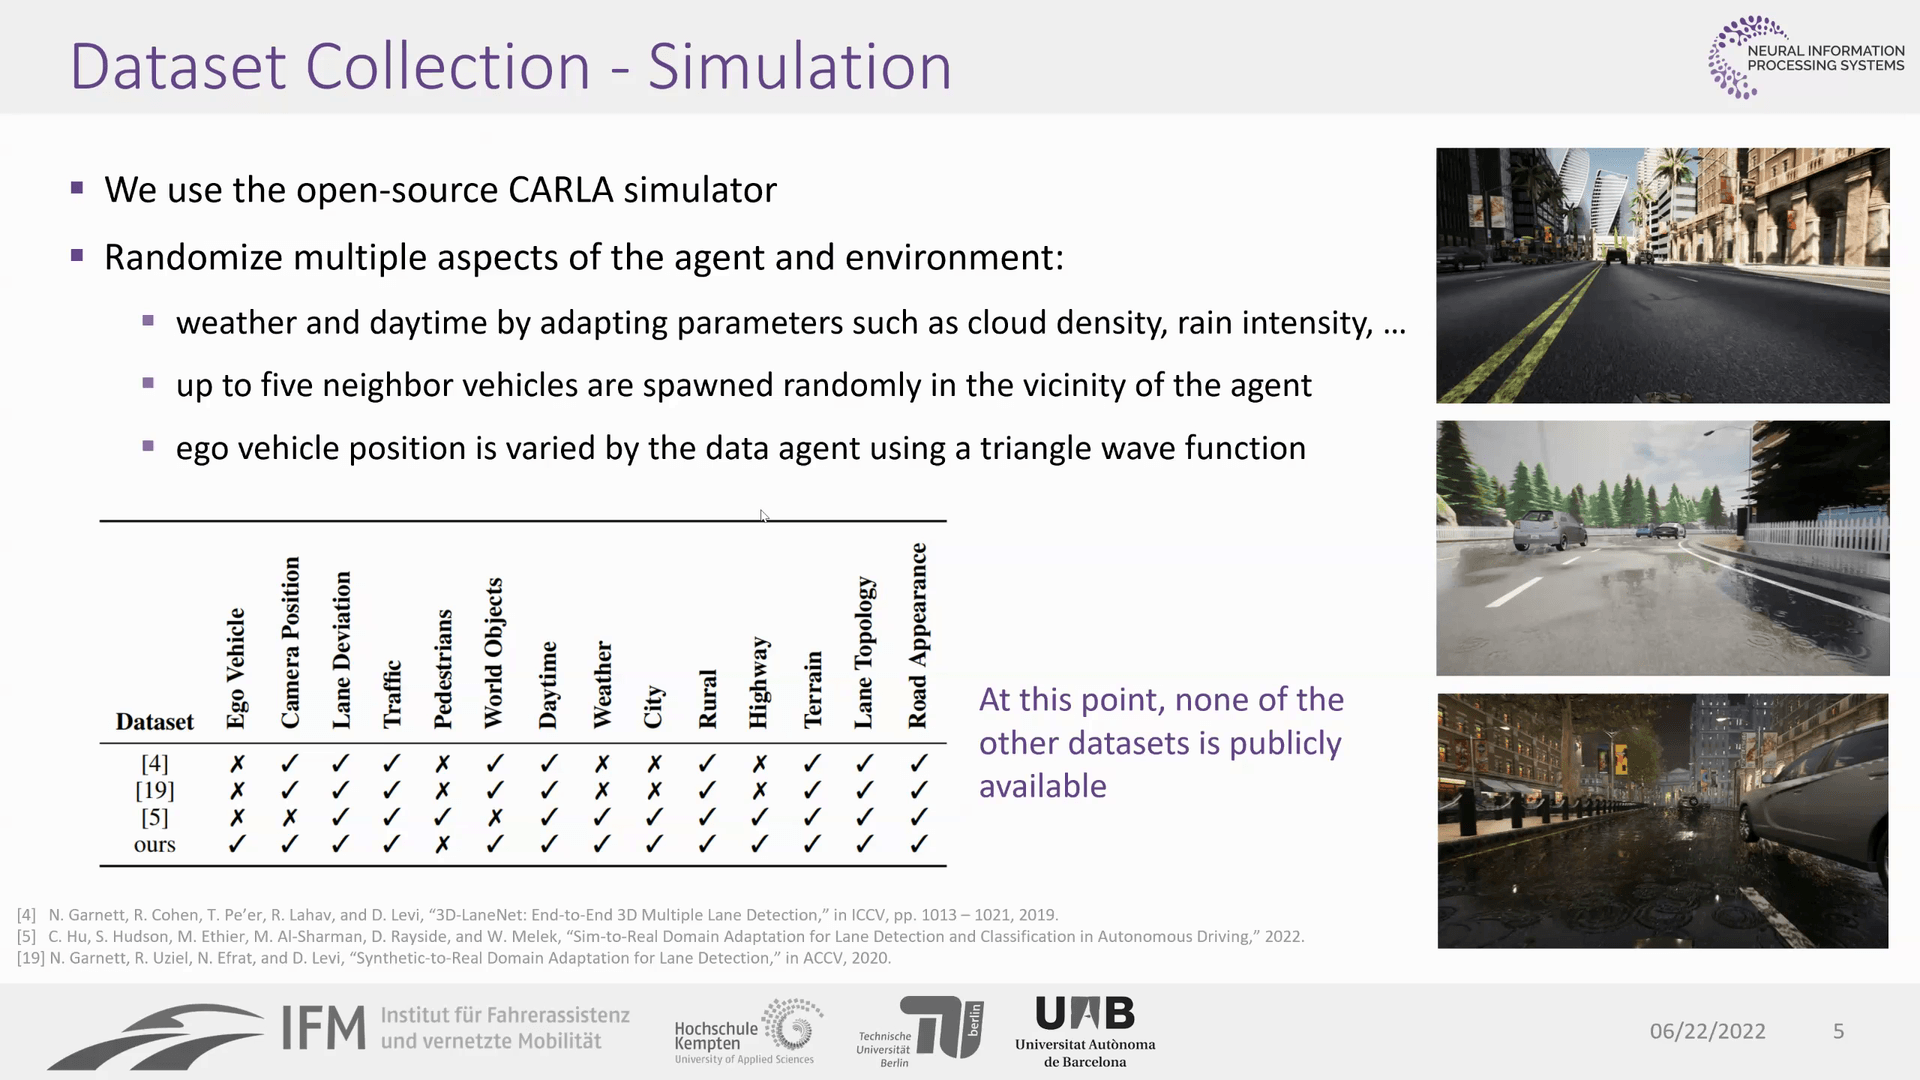 Dataset Collection - Simulation
NEURAL INFORMATION
PROCESSING SYSTEMS
▪ We use the open-source CARLA simulator
▪ Randomize multiple aspects of the agent and environment:
▪ weather and daytime by adapting parameters such as cloud density, rain intensity, ...
▪ up to five neighbor vehicles are spawned randomly in the vicinity of the agent
▪ ego vehicle position is varied by the data agent using a triangle wave function
Dataset Ego Vehicle Camera Position Lane Deviation Traffic Pedestrians World Objects Daytime Weather City Rural Highway Terrain Lane Topology Road Appearance
[4] ✗ ✓ ✓ ✓ ✗ ✓ ✓ ✗ ✗ ✓ ✗ ✓ ✓ ✓
[19] ✗ ✓ ✓ ✓ ✗ ✓ ✓ ✗ ✗ ✓ ✗ ✓ ✓ ✓
[5] ✗ ✗ ✓ ✓ ✓ ✗ ✓ ✓ ✓ ✓ ✓ ✓ ✓ ✓
ours ✓ ✓ ✓ ✓ ✗ ✓ ✓ ✓ ✓ ✓ ✓ ✓ ✓ ✓
At this point, none of the
other datasets is publicly
available
[4] N. Garnett, R. Cohen, T. Pe’er, R. Lahav, and D. Levi, “3D-LaneNet: End-to-End 3D Multiple Lane Detection,” in ICCV, pp. 1013 – 1021, 2019.
[5] C. Hu, S. Hudson, M. Ethier, M. Al-Sharman, D. Rayside, and W. Melek, “Sim-to-Real Domain Adaptation for Lane Detection and Classification in Autonomous Driving,” 2022.
[19] N. Garnett, R. Uziel, N. Efrat, and D. Levi, “Synthetic-to-Real Domain Adaptation for Lane Detection,” in ACCV, 2020.
IFM
Institut für Fahrerassistenz
und vernetzte Mobilität
Hochschule
Kempten
University of Applied Sciences
Technische
Universität
Berlin
berlin
UAB
Universitat Autònoma
de Barcelona
06/22/2022
5